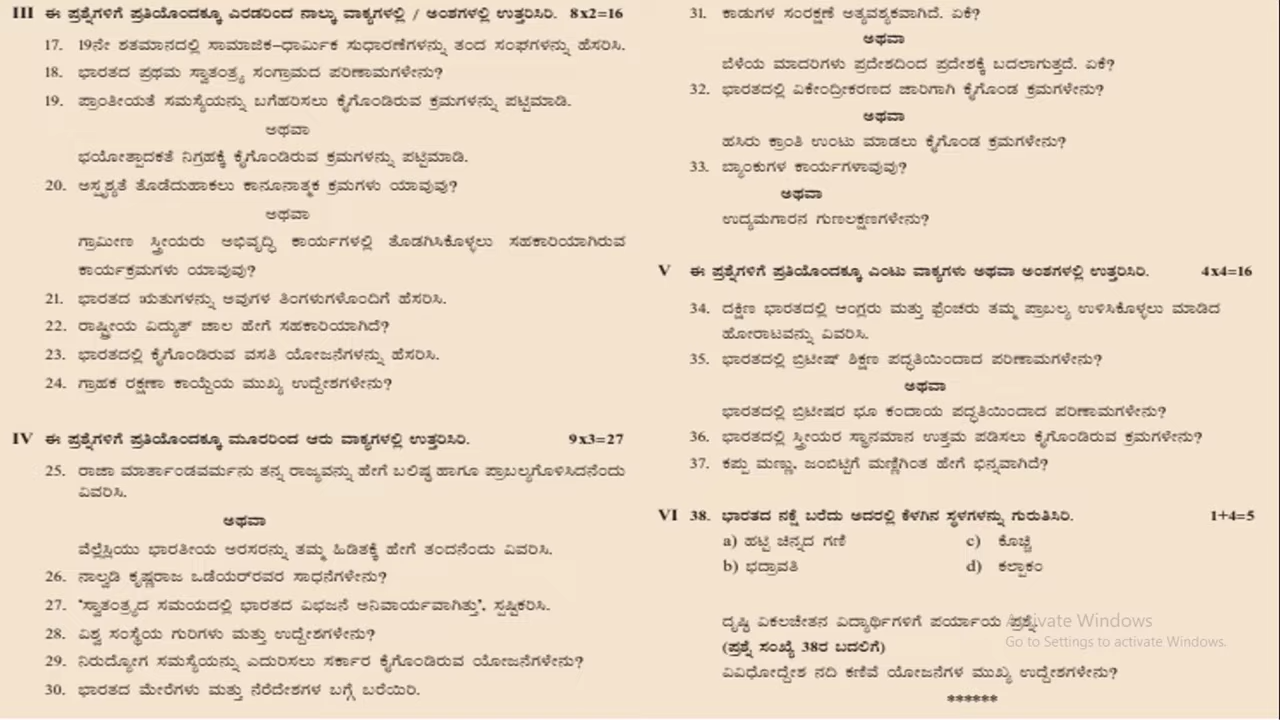 III ಈ ಪ್ರಶ್ನೆಗಳಿಗೆ ಪ್ರತಿಯೊಂದಕ್ಕೂ ಎರಡರಿಂದ ನಾಲ್ಕು ವಾಕ್ಯಗಳಲ್ಲಿ / ಅಂಶಗಳಲ್ಲಿ ಉತ್ತರಿಸಿರಿ. 8x2=16
17. 19ನೇ ಶತಮಾನದಲ್ಲಿ ಸಾಮಾಜಿಕ–ಧಾರ್ಮಿಕ ಸುಧಾರಣೆಗಳನ್ನು ತಂದ ಸಂಘಗಳನ್ನು ಹೆಸರಿಸಿ.
18. ಭಾರತದ ಪ್ರಥಮ ಸ್ವಾತಂತ್ರ್ಯ ಸಂಗ್ರಾಮದ ಪರಿಣಾಮಗಳೇನು?
19. ಪ್ರಾಂತೀಯತೆ ಸಮಸ್ಯೆಯನ್ನು ಬಗೆಹರಿಸಲು ಕೈಗೊಂಡಿರುವ ಕ್ರಮಗಳನ್ನು ಪಟ್ಟಿಮಾಡಿ.
ಅಥವಾ
ಭಯೋತ್ಪಾದಕತೆ ನಿಗ್ರಹಕ್ಕೆ ಕೈಗೊಂಡಿರುವ ಕ್ರಮಗಳನ್ನು ಪಟ್ಟಿಮಾಡಿ.
20. ಅಸ್ಪೃಶ್ಯತೆ ತೊಡೆದುಹಾಕಲು ಕಾನೂನಾತ್ಮಕ ಕ್ರಮಗಳು ಯಾವುವು?
ಅಥವಾ
ಗ್ರಾಮೀಣ ಸ್ತ್ರೀಯರು ಅಭಿವೃದ್ಧಿ ಕಾರ್ಯಗಳಲ್ಲಿ ತೊಡಗಿಸಿಕೊಳ್ಳಲು ಸಹಕಾರಿಯಾಗಿರುವ
ಕಾರ್ಯಕ್ರಮಗಳು ಯಾವುವು?
21. ಭಾರತದ ಋತುಗಳನ್ನು ಅವುಗಳ ತಿಂಗಳುಗಳೊಂದಿಗೆ ಹೆಸರಿಸಿ.
22. ರಾಷ್ಟ್ರೀಯ ವಿದ್ಯುತ್ ಜಾಲ ಹೇಗೆ ಸಹಕಾರಿಯಾಗಿದೆ?
23. ಭಾರತದಲ್ಲಿ ಕೈಗೊಂಡಿರುವ ವಸತಿ ಯೋಜನೆಗಳನ್ನು ಹೆಸರಿಸಿ.
24. ಗ್ರಾಹಕ ರಕ್ಷಣಾ ಕಾಯ್ದೆಯ ಮುಖ್ಯ ಉದ್ದೇಶಗಳೇನು?
IV ಈ ಪ್ರಶ್ನೆಗಳಿಗೆ ಪ್ರತಿಯೊಂದಕ್ಕೂ ಮೂರರಿಂದ ಆರು ವಾಕ್ಯಗಳಲ್ಲಿ ಉತ್ತರಿಸಿರಿ. 9x3=27
25. ರಾಜಾ ಮಾರ್ತಾಂಡವರ್ಮನು ತನ್ನ ರಾಜ್ಯವನ್ನು ಹೇಗೆ ಬಲಿಷ್ಠ ಹಾಗೂ ಪ್ರಾಬಲ್ಯಗೊಳಿಸಿದನೆಂದು
ವಿವರಿಸಿ.
ಅಥವಾ
ವೆಲ್ಲೆಸ್ಲಿಯು ಭಾರತೀಯ ಅರಸರನ್ನು ತಮ್ಮ ಹಿಡಿತಕ್ಕೆ ಹೇಗೆ ತಂದನೆಂದು ವಿವರಿಸಿ.
26. ನಾಲ್ವಡಿ ಕೃಷ್ಣರಾಜ ಒಡೆಯರ್‌ರವರ ಸಾಧನೆಗಳೇನು?
27. 'ಸ್ವಾತಂತ್ರ್ಯದ ಸಮಯದಲ್ಲಿ ಭಾರತದ ವಿಭಜನೆ ಅನಿವಾರ್ಯವಾಗಿತ್ತು', ಸ್ಪಷ್ಟಿಕರಿಸಿ.
28. ವಿಶ್ವ ಸಂಸ್ಥೆಯ ಗುರಿಗಳು ಮತ್ತು ಉದ್ದೇಶಗಳೇನು?
29. ನಿರುದ್ಯೋಗ ಸಮಸ್ಯೆಯನ್ನು ಎದುರಿಸಲು ಸರ್ಕಾರ ಕೈಗೊಂಡಿರುವ ಯೋಜನೆಗಳೇನು?
30. ಭಾರತದ ಮೇರೆಗಳು ಮತ್ತು ನೆರೆದೇಶಗಳ ಬಗ್ಗೆ ಬರೆಯಿರಿ.
31. ಕಾಡುಗಳ ಸಂರಕ್ಷಣೆ ಅತ್ಯವಶ್ಯಕವಾಗಿದೆ. ಏಕೆ?
ಅಥವಾ
ಬೆಳೆಯ ಮಾದರಿಗಳು ಪ್ರದೇಶದಿಂದ ಪ್ರದೇಶಕ್ಕೆ ಬದಲಾಗುತ್ತದೆ. ಏಕೆ?
32. ಭಾರತದಲ್ಲಿ ವಿಕೇಂದ್ರೀಕರಣದ ಜಾರಿಗಾಗಿ ಕೈಗೊಂಡ ಕ್ರಮಗಳೇನು?
ಅಥವಾ
ಹಸಿರು ಕ್ರಾಂತಿ ಉಂಟು ಮಾಡಲು ಕೈಗೊಂಡ ಕ್ರಮಗಳೇನು?
33. ಬ್ಯಾಂಕುಗಳ ಕಾರ್ಯಗಳಾವುವು?
ಅಥವಾ
ಉದ್ಯಮಗಾರನ ಗುಣಲಕ್ಷಣಗಳೇನು?
V ಈ ಪ್ರಶ್ನೆಗಳಿಗೆ ಪ್ರತಿಯೊಂದಕ್ಕೂ ಎಂಟು ವಾಕ್ಯಗಳು ಅಥವಾ ಅಂಶಗಳಲ್ಲಿ ಉತ್ತರಿಸಿರಿ. 4x4=16
34. ದಕ್ಷಿಣ ಭಾರತದಲ್ಲಿ ಆಂಗ್ಲರು ಮತ್ತು ಫ್ರೆಂಚರು ತಮ್ಮ ಪ್ರಾಬಲ್ಯ ಉಳಿಸಿಕೊಳ್ಳಲು ಮಾಡಿದ
ಹೋರಾಟವನ್ನು ವಿವರಿಸಿ.
35. ಭಾರತದಲ್ಲಿ ಬ್ರಿಟೀಷ್ ಶಿಕ್ಷಣ ಪದ್ಧತಿಯಿಂದಾದ ಪರಿಣಾಮಗಳೇನು?
ಅಥವಾ
ಭಾರತದಲ್ಲಿ ಬ್ರಿಟೀಷರ ಭೂ ಕಂದಾಯ ಪದ್ಧತಿಯಿಂದಾದ ಪರಿಣಾಮಗಳೇನು?
36. ಭಾರತದಲ್ಲಿ ಸ್ತ್ರೀಯರ ಸ್ಥಾನಮಾನ ಉತ್ತಮ ಪಡಿಸಲು ಕೈಗೊಂಡಿರುವ ಕ್ರಮಗಳೇನು?
37. ಕಪ್ಪು ಮಣ್ಣು, ಜಂಬಿಟ್ಟಿಗೆ ಮಣ್ಣಿಗಿಂತ ಹೇಗೆ ಭಿನ್ನವಾಗಿದೆ?
VI 38. ಭಾರತದ ನಕ್ಷೆ ಬರೆದು ಅದರಲ್ಲಿ ಕೆಳಗಿನ ಸ್ಥಳಗಳನ್ನು ಗುರುತಿಸಿರಿ. 1+4=5
a) ಹಟ್ಟಿ ಚಿನ್ನದ ಗಣಿ c) ಕೊಚ್ಚಿ
b) ಭದ್ರಾವತಿ d) ಕಲ್ಪಾಕಂ
ದೃಷ್ಟಿ ವಿಕಲಚೇತನ ವಿದ್ಯಾರ್ಥಿಗಳಿಗೆ ಪರ್ಯಾಯ ಪ್ರಶ್ನೆ
(ಪ್ರಶ್ನೆ ಸಂಖ್ಯೆ 38ರ ಬದಲಿಗೆ)
ವಿವಿಧೋದ್ದೇಶ ನದಿ ಕಣಿವೆ ಯೋಜನೆಗಳ ಮುಖ್ಯ ಉದ್ದೇಶಗಳೇನು?
******
Activate Windows
Go to Settings to activate Windows.